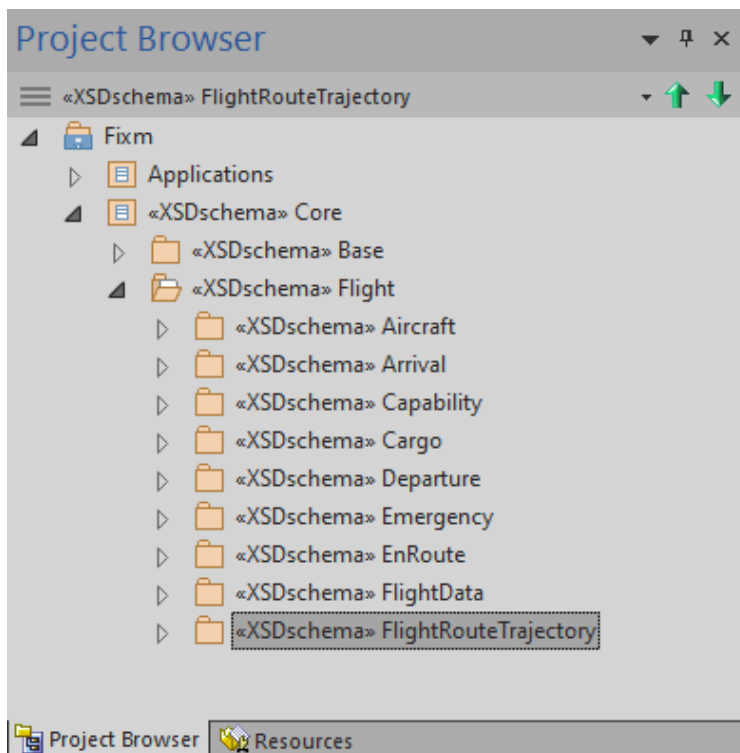 Project Browser
«XSDschema» FlightRouteTrajectory
Fixm
Applications
«XSDschema» Core
«XSDschema» Base
«XSDschema» Flight
«XSDschema» Aircraft
«XSDschema» Arrival
«XSDschema» Capability
«XSDschema» Cargo
«XSDschema» Departure
«XSDschema» Emergency
«XSDschema» EnRoute
«XSDschema» FlightData
«XSDschema» FlightRouteTrajectory
Project Browser Resources